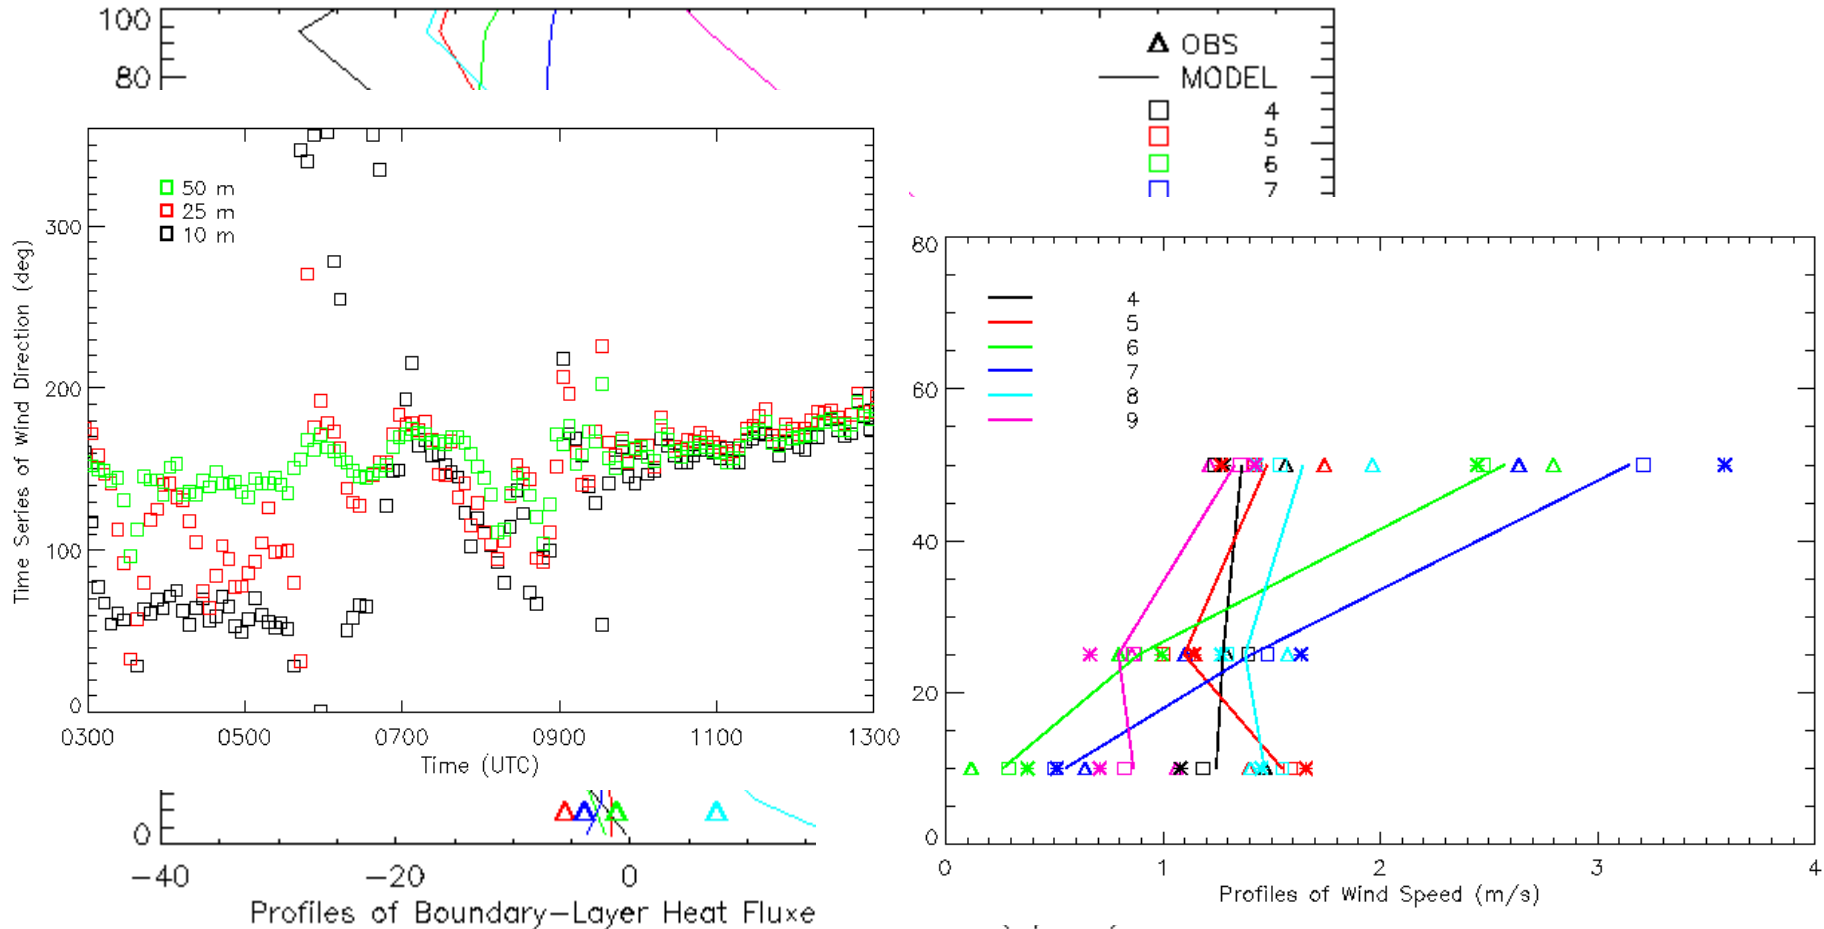 100
80
△ OBS
MODEL
4
5
6
7
50 m
25 m
10 m
Time Series of Wind Direction (deg)
300
200
100
0
0300 0500 0700 0900 1100 1300
Time (UTC)
80
60
40
20
0
4
5
6
7
8
9
0 1 2 3 4
Profiles of Wind Speed (m/s)
0
-40 -20 0
Profiles of Boundary-Layer Heat Fluxe